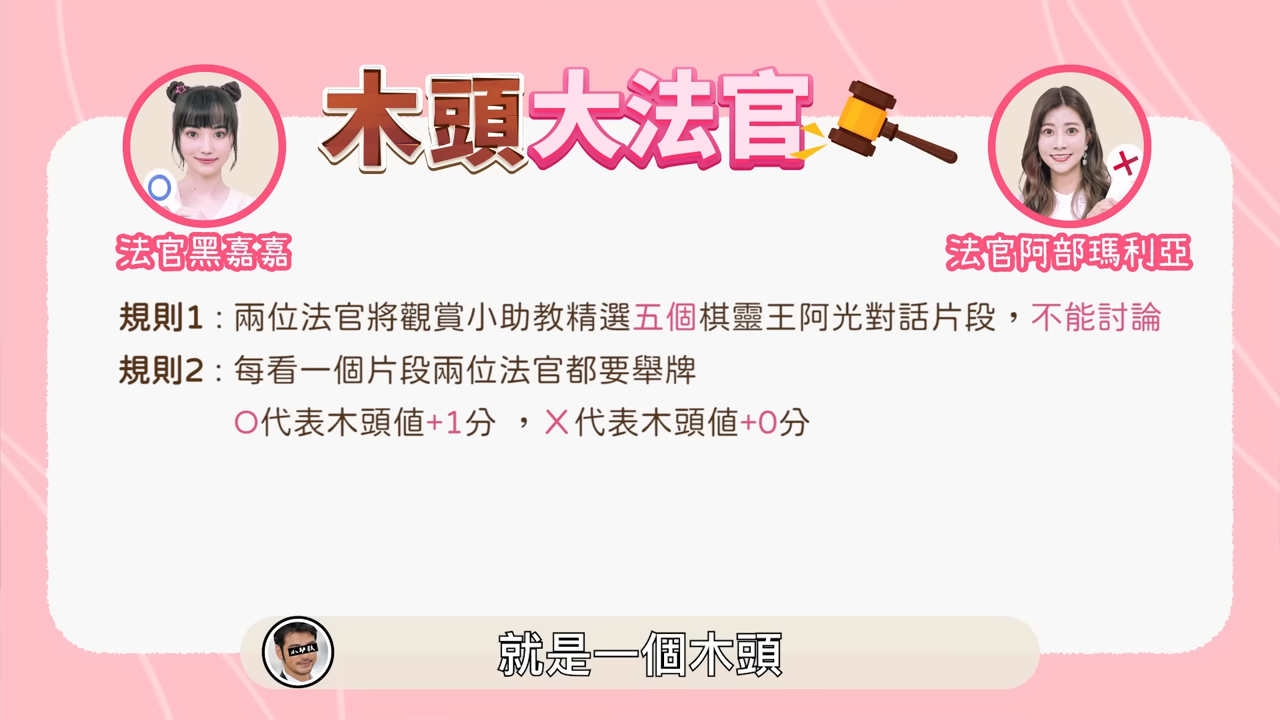 木頭大法官
法官黑嘉嘉
法官阿部瑪利亞
規則1：兩位法官將觀賞小助教精選五個棋靈王阿光對話片段，不能討論
規則2：每看一個片段兩位法官都要舉牌
O代表木頭值+1分，X代表木頭值+0分
小助教
就是一個木頭